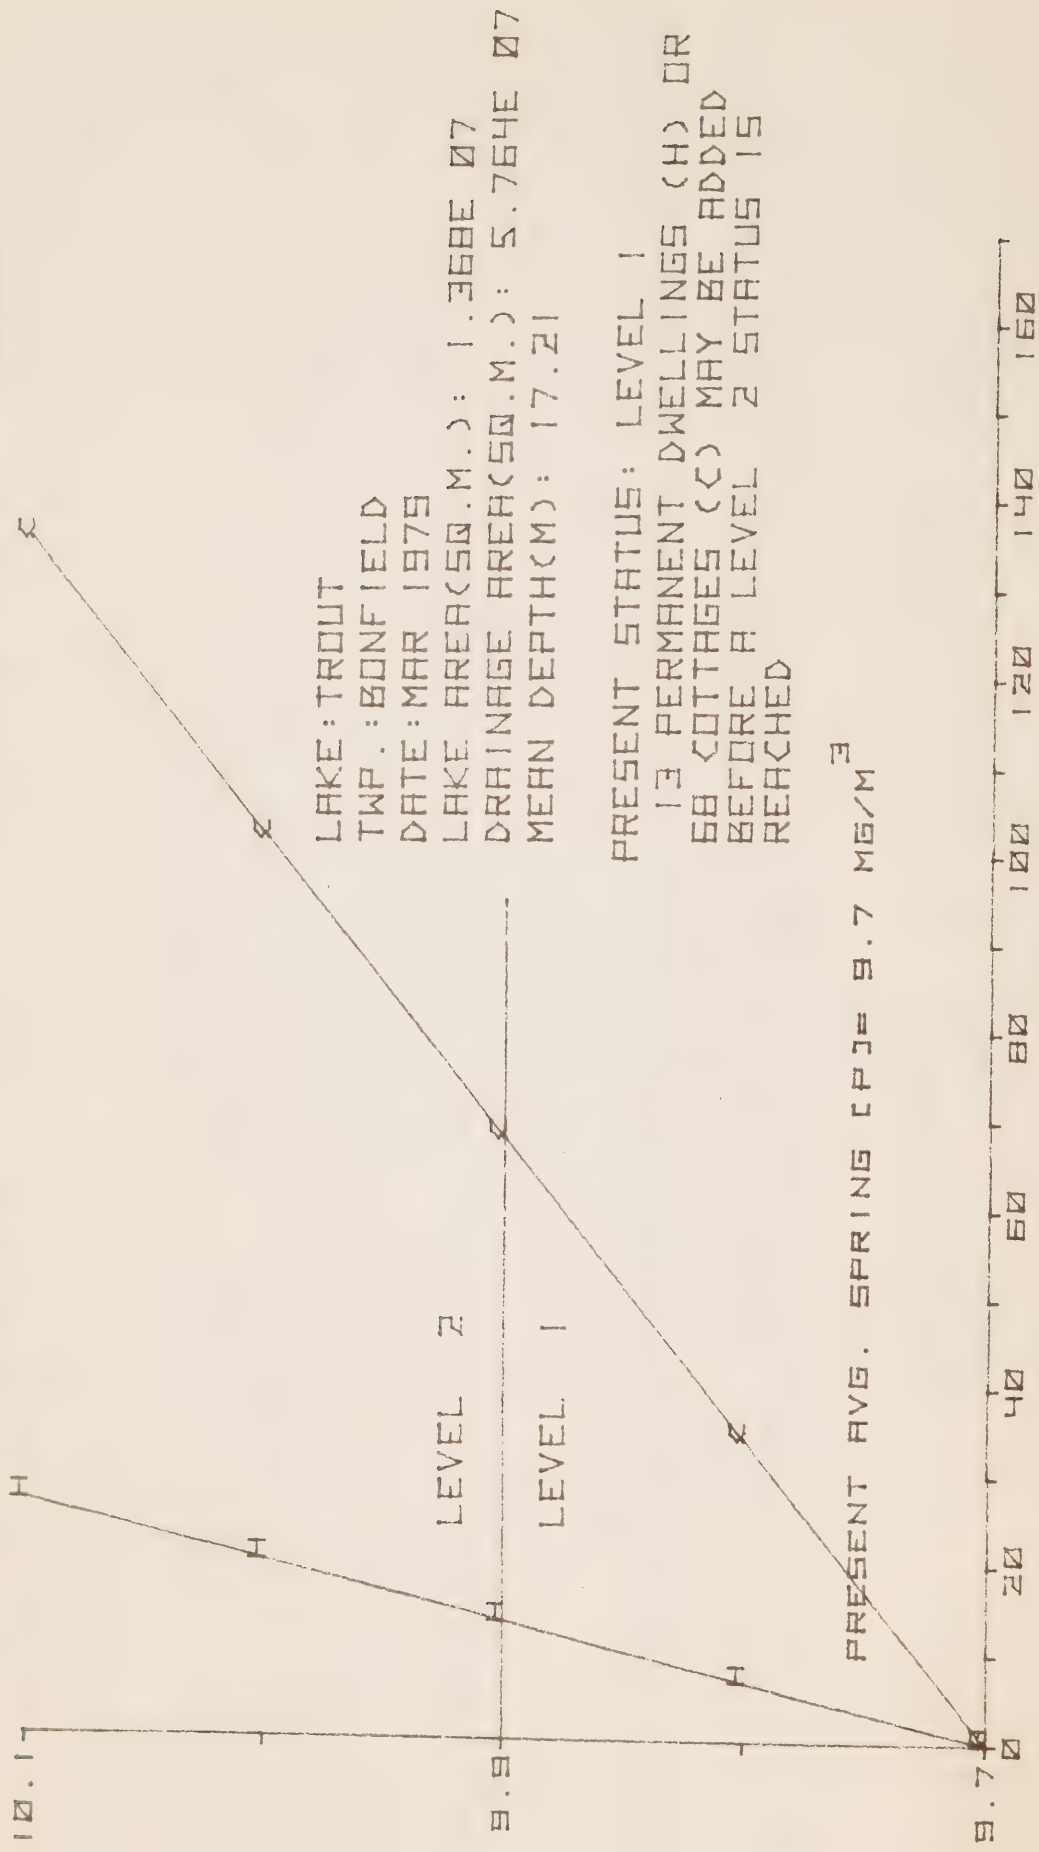 10.1
LAKE:TROUT
TWP.:BONFIELD
DATE:MAR 1975
LAKE AREA(SQ.M.): 1.368E 07
DRAINAGE AREA(SQ.M.): 5.764E 07
MEAN DEPTH(M): 17.21
LEVEL 2
9.9
LEVEL 1
PRESENT STATUS: LEVEL 1
13 PERMANENT DWELLINGS (H) OR
68 COTTAGES (C) MAY BE ADDED
BEFORE A LEVEL 2 STATUS IS
REACHED
PRESENT AVG. SPRING [P]= 9.7 MG/M³
9.7
0 20 40 60 80 100 120 140 160